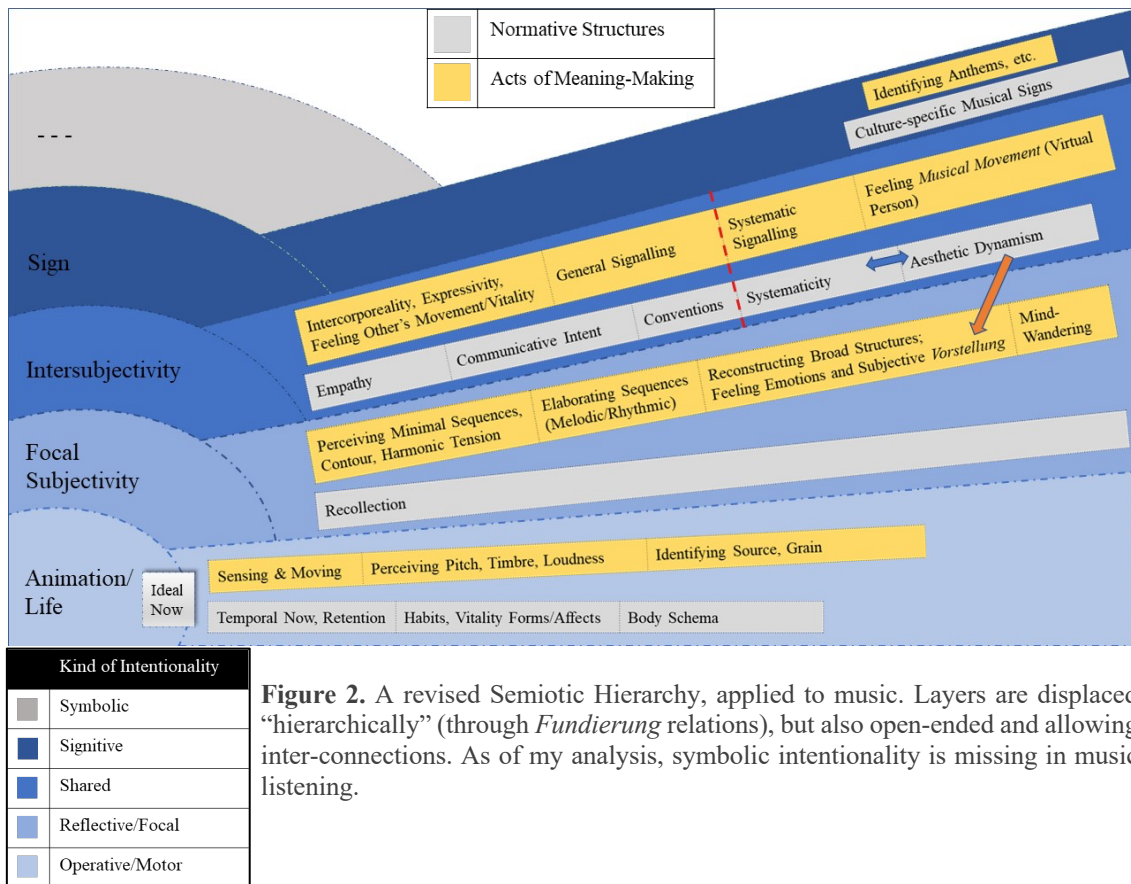 Normative Structures
Acts of Meaning-Making
- - -
Sign
Identifying Anthems, etc.
Culture-specific Musical Signs
Intersubjectivity
Intercorporeality, Expressivity,
Feeling Other's Movement/Vitality
General Signalling
Systematic
Signalling
Feeling Musical Movement (Virtual
Person)
Empathy
Communicative Intent
Conventions
Systematicity
Aesthetic Dynamism
Focal
Subjectivity
Perceiving Minimal Sequences,
Contour, Harmonic Tension
Elaborating Sequences
(Melodic/Rhythmic)
Reconstructing Broad Structures;
Feeling Emotions and Subjective Vorstellung
Mind-
Wandering
Recollection
Animation/
Life
Ideal
Now
Sensing & Moving
Perceiving Pitch, Timbre, Loudness
Identifying Source, Grain
Temporal Now, Retention
Habits, Vitality Forms/Affects
Body Schema
Kind of Intentionality
Symbolic
Signitive
Shared
Reflective/Focal
Operative/Motor
Figure 2. A revised Semiotic Hierarchy, applied to music. Layers are displaced
“hierarchically” (through Fundierung relations), but also open-ended and allowing
inter-connections. As of my analysis, symbolic intentionality is missing in music
listening.